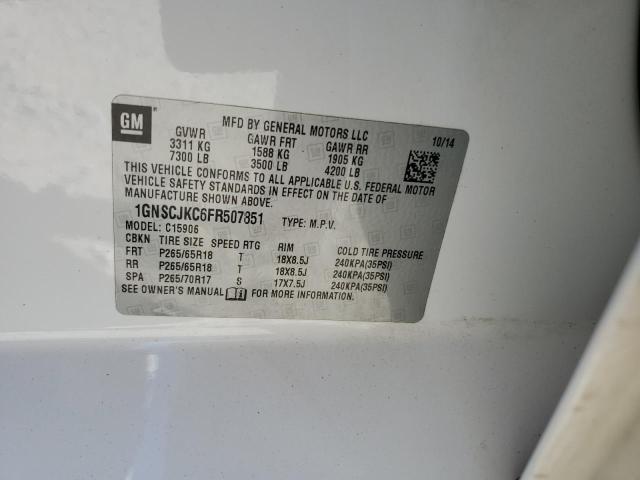 GM
MFD BY GENERAL MOTORS LLC
10/14
GVWR GAWR FRT GAWR RR
3311 KG 1588 KG 1905 KG
7300 LB 3500 LB 4200 LB
THIS VEHICLE CONFORMS TO ALL APPLICABLE U.S. FEDERAL MOTOR
VEHICLE SAFETY STANDARDS IN EFFECT ON THE DATE OF
MANUFACTURE SHOWN ABOVE.
1GNSCJKC6FR507851 TYPE: M.P.V.
MODEL: C15906
CBKN TIRE SIZE SPEED RTG RIM COLD TIRE PRESSURE
FRT P265/65R18 T 18X8.5J 240KPA(35PSI)
RR P265/65R18 T 18X8.5J 240KPA(35PSI)
SPA P265/70R17 S 17X7.5J 240KPA(35PSI)
SEE OWNER'S MANUAL FOR MORE INFORMATION.